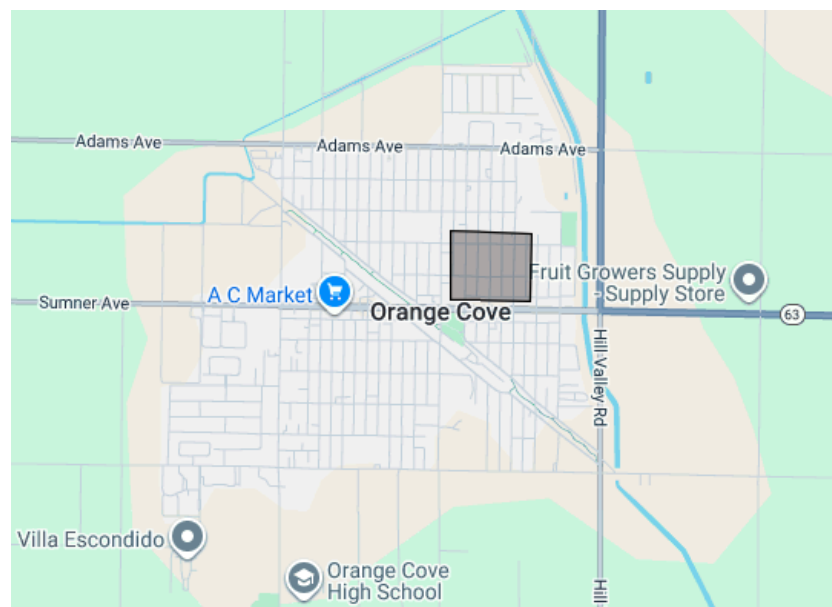 Adams Ave
Adams Ave
Adams Ave
Fruit Growers Supply
- Supply Store
A C Market
Sumner Ave
Orange Cove
63
Hill Valley Rd
Villa Escondido
Orange Cove
High School
Hill